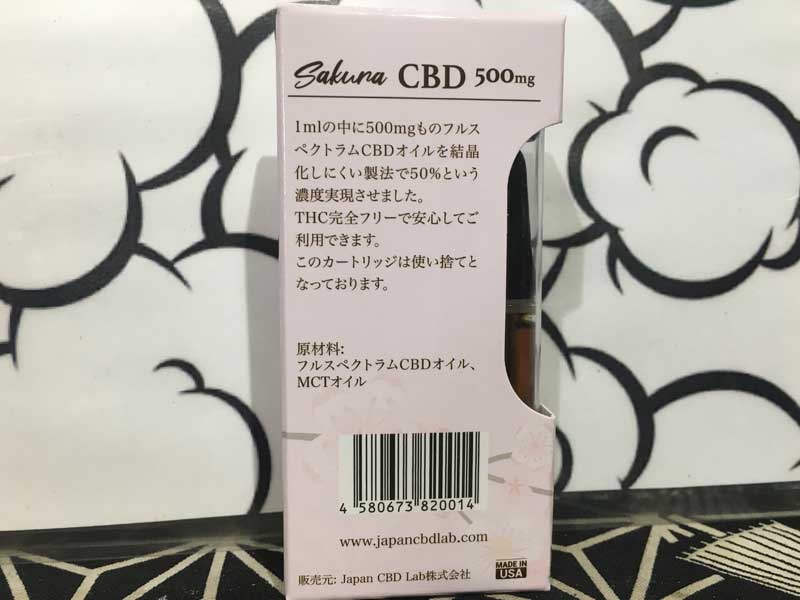 Sakura CBD 500mg
1mlの中に500mgものフルス
ペクトラムCBDオイルを結晶
化しにくい製法で50%という
濃度実現させました。
THC完全フリーで安心してご
利用できます。
このカートリッジは使い捨てと
なっております。
原材料:
フルスペクトラムCBDオイル、
MCTオイル
4 580673 820014
www.japancbdlab.com
MADE IN
USA
販売元: Japan CBD Lab株式会社